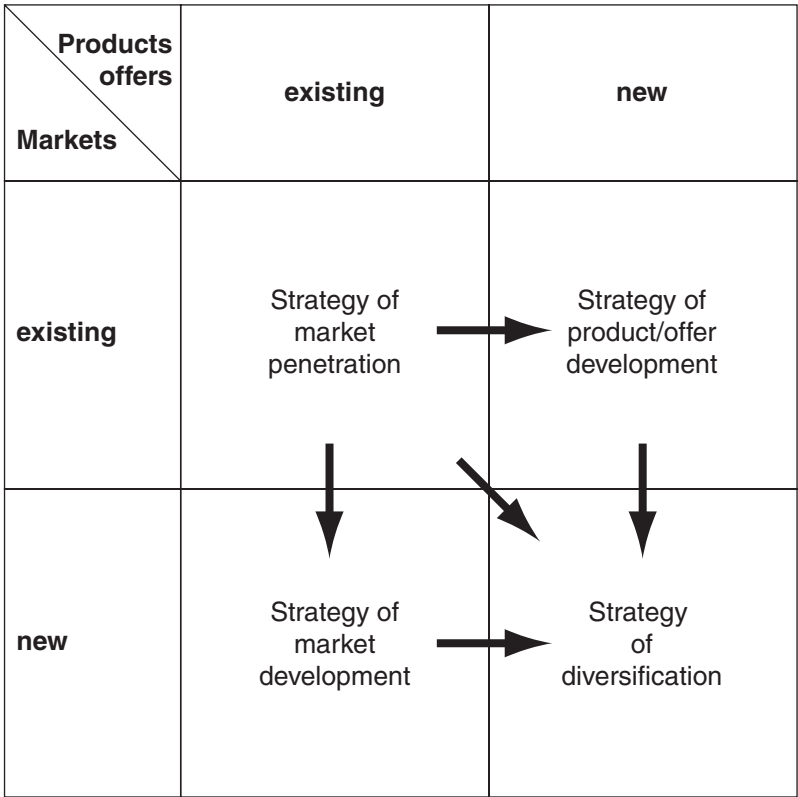 Products
offers
Markets
existing
new
existing
Strategy of
market
penetration
Strategy of
product/offer
development
new
Strategy of
market
development
Strategy
of
diversification